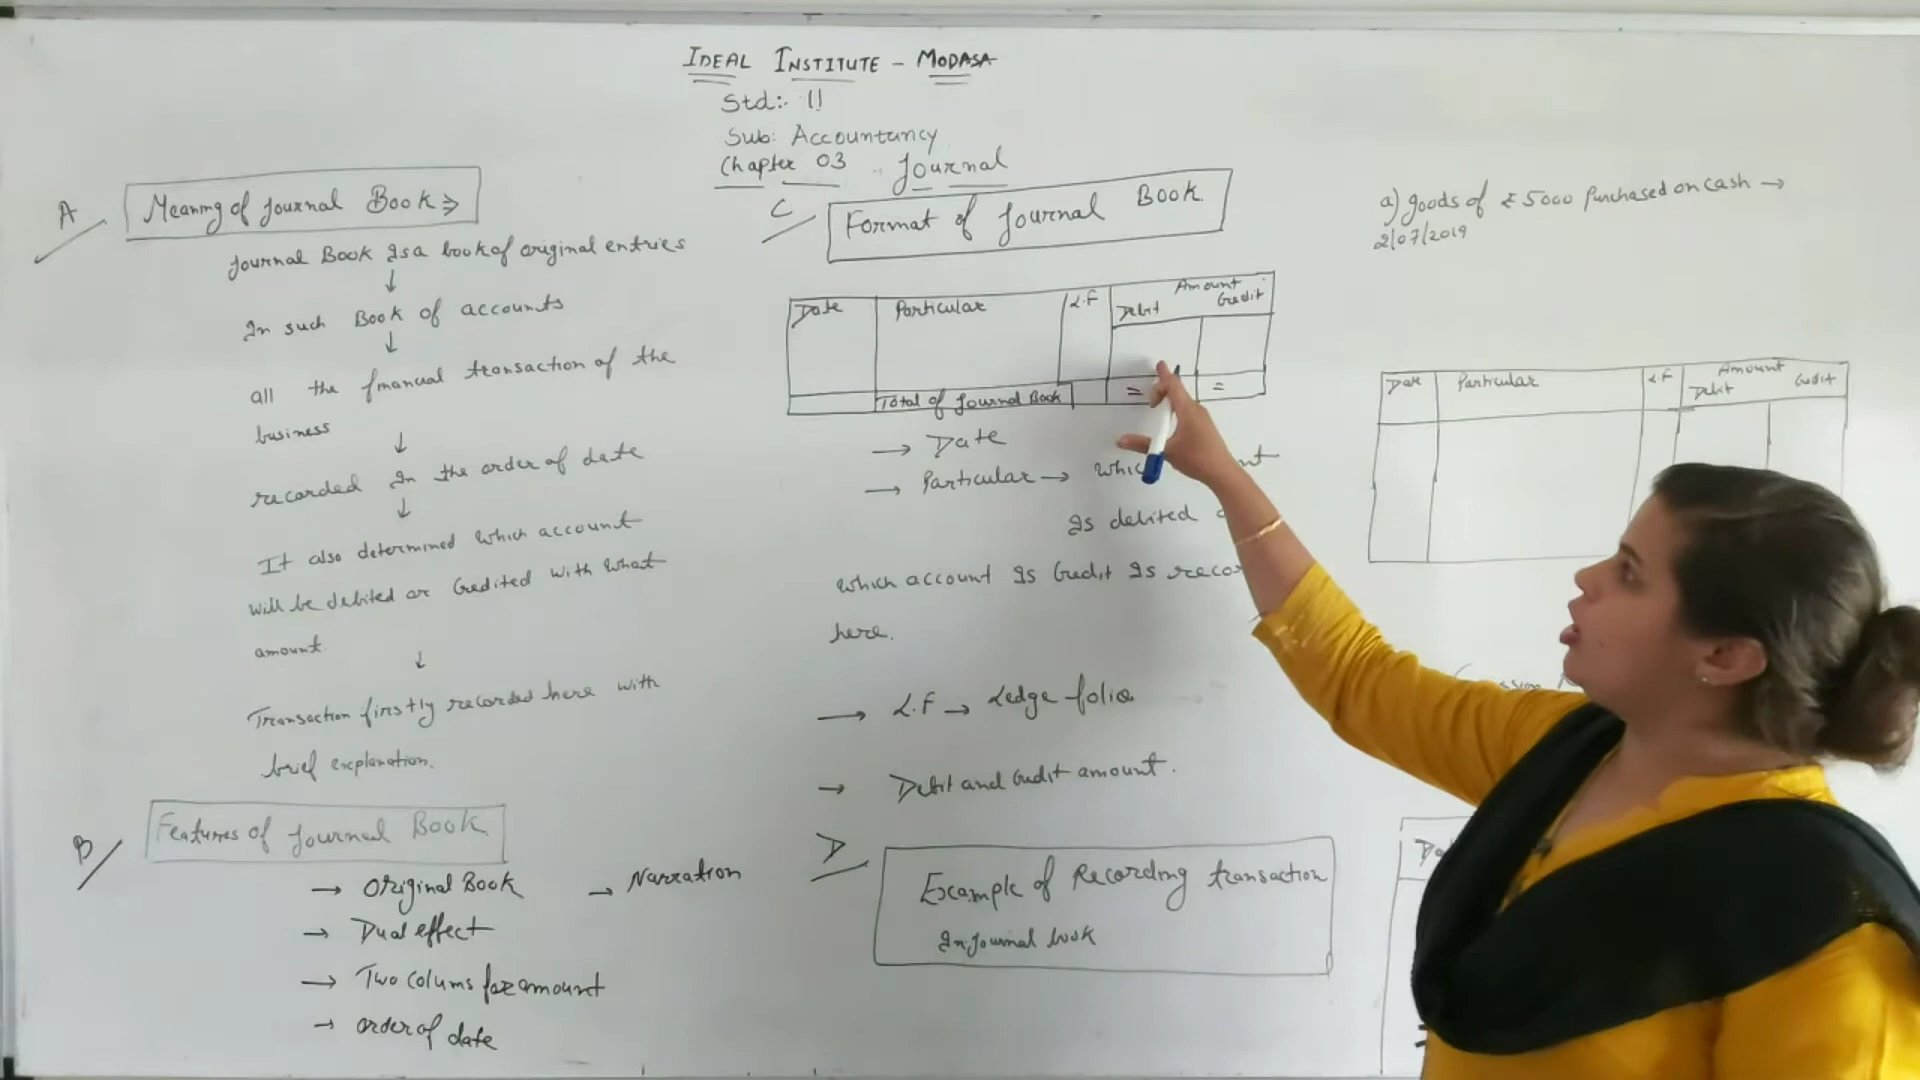 IDEAL INSTITUTE - MODASA
Std:- 11
Sub: Accountancy
Chapter 03 .. Journal
A
Meaning of Journal Book⇒
Journal Book Is a book of original entries
↓
In such Book of accounts
↓
all the financial transaction of the
business
↓
recorded In the order of date
↓
It also determined which account
will be debited or Credited with what
amount
↓
Transaction firstly recorded here with
brief explanation.
B
Features of Journal Book
→ Original Book
→ Narration
→ Dual effect
→ Two Colums for amount
→ order of date
C
Format of Journal Book
Date Particular L.F Amount
Debit Credit
Total of Journal Book = =
→ Date
→ Particular →
Is debited
which account Is Credit Is
here.
→ L.F → Ledge folio
→ Debit and Credit amount.
D
Example of Recording transaction
In Journal book
a) goods of ₹ 5000 Purchased on cash →
2/07/2019
Date Particular L.F Amount
Debit Credit